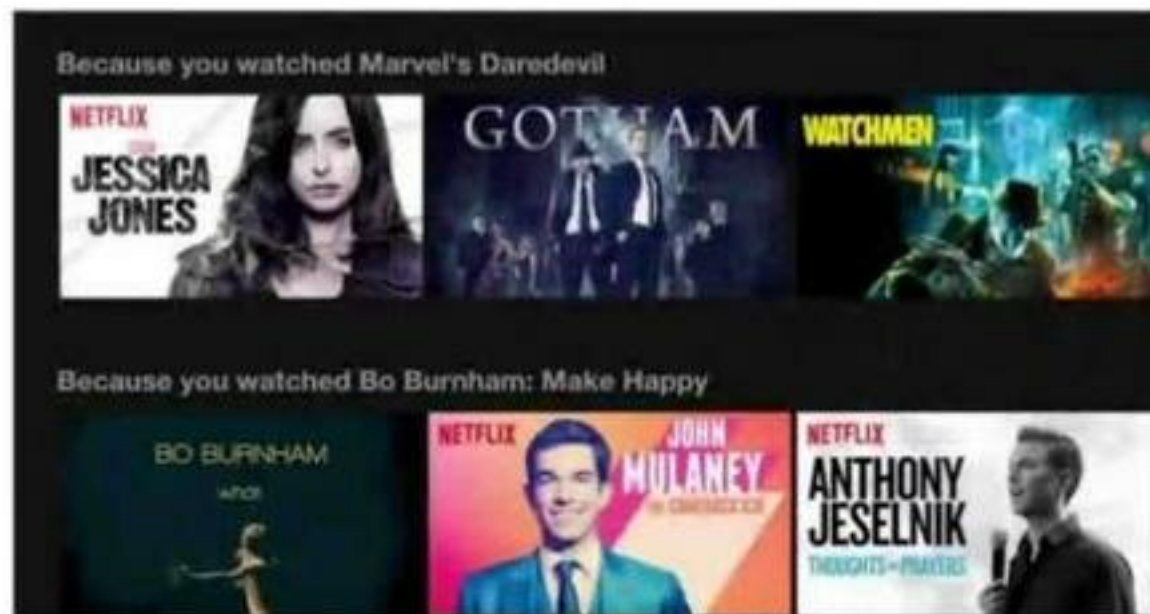 Because you watched Marvel's Daredevil
NETFLIX
JESSICA
JONES
GOTHAM
WATCHMEN
Because you watched Bo Burnham: Make Happy
BO BURNHAM
what.
NETFLIX
JOHN
MULANEY
NETFLIX
ANTHONY
JESELNIK
THOUGHTS AND PRAYERS